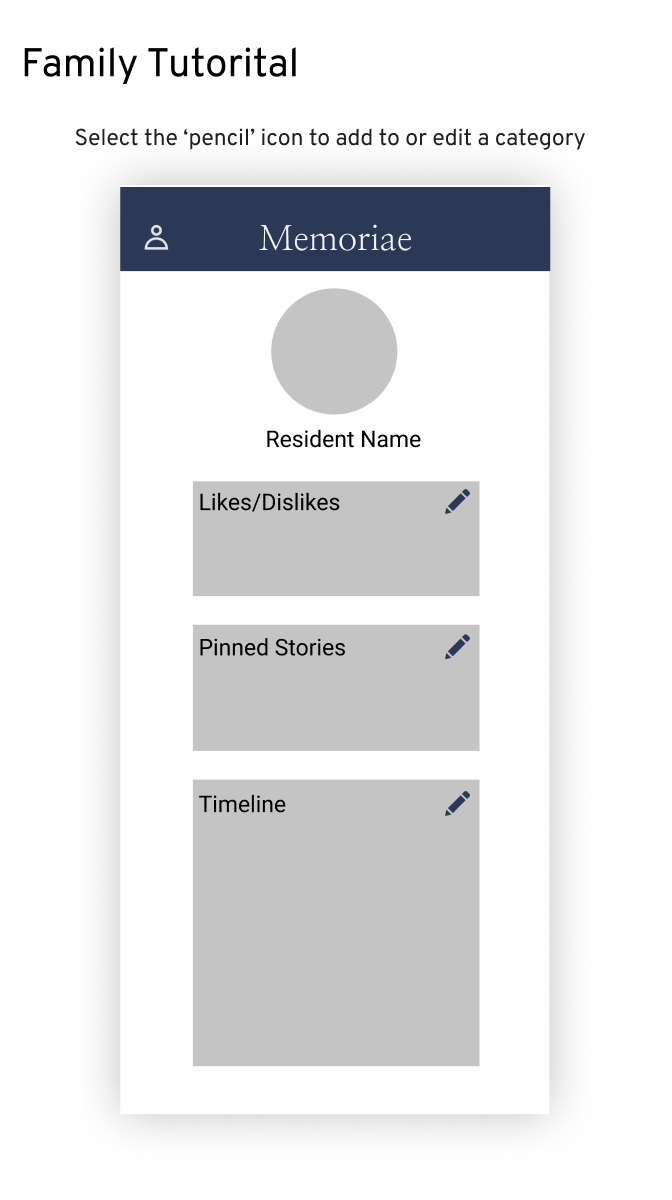 Family Tutorital
Select the ‘pencil’ icon to add to or edit a category
Memoriae
Resident Name
Likes/Dislikes
Pinned Stories
Timeline